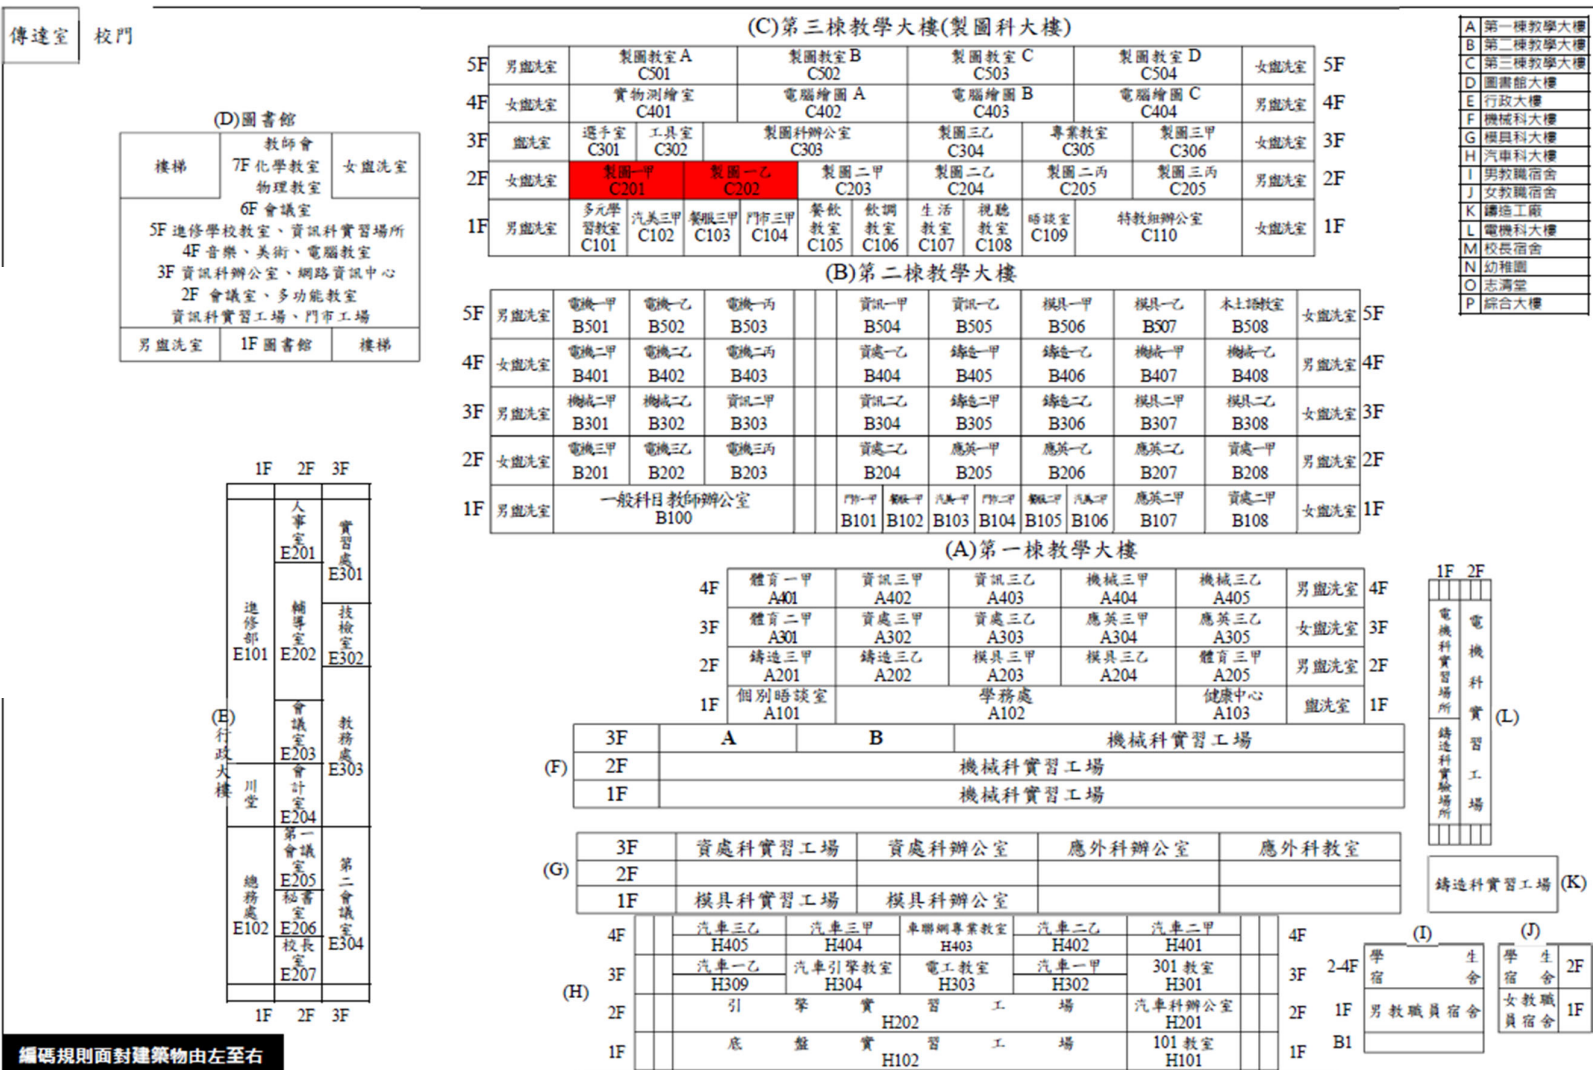 傳達室 校門
(C)第三棟教學大樓(製圖科大樓)
5F 男盥洗室 製圖教室 A C501 製圖教室 B C502 製圖教室 C C503 製圖教室 D C504 女盥洗室 5F
4F 女盥洗室 實物測繪室 C401 電腦繪圖 A C402 電腦繪圖 B C403 電腦繪圖 C C404 男盥洗室 4F
3F 盥洗室 選手室 C301 工具室 C302 製圖科辦公室 C303 製圖三乙 C304 專業教室 C305 製圖三甲 C306 女盥洗室 3F
2F 女盥洗室 製圖一甲 C201 製圖一乙 C202 製圖二甲 C203 製圖二乙 C204 製圖二丙 C205 製圖三丙 C205 男盥洗室 2F
1F 男盥洗室 多元學習教室 C101 汽美三甲 C102 餐服三甲 C103 門市三甲 C104 餐飲教室 C105 飲調教室 C106 生活教室 C107 視聽教室 C108 晤談室 C109 特教組辦公室 C110 女盥洗室 1F
A 第一棟教學大樓
B 第二棟教學大樓
C 第三棟教學大樓
D 圖書館大樓
E 行政大樓
F 機械科大樓
G 模具科大樓
H 汽車科大樓
I 男教職宿舍
J 女教職宿舍
K 鑄造工廠
L 電機科大樓
M 校長宿舍
N 幼稚園
O 志清堂
P 綜合大樓
(D)圖書館
樓梯 教師會 7F 化學教室 物理教室 女盥洗室
6F 會議室
5F 進修學校教室、資訊科實習場所
4F 音樂、美術、電腦教室
3F 資訊科辦公室、網路資訊中心
2F 會議室、多功能教室
資訊科實習工場、門市工場
男盥洗室 1F 圖書館 樓梯
(B)第二棟教學大樓
5F 男盥洗室 電機一甲 B501 電機一乙 B502 電機一丙 B503 資訊一甲 B504 資訊一乙 B505 模具一甲 B506 模具一乙 B507 本土語教室 B508 女盥洗室 5F
4F 女盥洗室 電機二甲 B401 電機二乙 B402 電機二丙 B403 資處一乙 B404 鑄造一甲 B405 鑄造一乙 B406 機械一甲 B407 機械一乙 B408 男盥洗室 4F
3F 男盥洗室 機械二甲 B301 機械二乙 B302 資訊二甲 B303 資訊二乙 B304 鑄造二甲 B305 鑄造二乙 B306 模具二甲 B307 模具二乙 B308 女盥洗室 3F
2F 女盥洗室 電機三甲 B201 電機三乙 B202 電機三丙 B203 資處二乙 B204 應英一甲 B205 應英一乙 B206 應英二乙 B207 資處一甲 B208 男盥洗室 2F
1F 男盥洗室 一般科目教師辦公室 B100 門市一甲 B101 餐服一甲 B102 汽美一甲 B103 門市二甲 B104 餐服二甲 B105 汽美二甲 B106 應英二甲 B107 資處二甲 B108 女盥洗室 1F
(A)第一棟教學大樓
4F 體育一甲 A401 資訊三甲 A402 資訊三乙 A403 機械三甲 A404 機械三乙 A405 男盥洗室 4F
3F 體育二甲 A301 資處三甲 A302 資處三乙 A303 應英三甲 A304 應英三乙 A305 女盥洗室 3F
2F 鑄造三甲 A201 鑄造三乙 A202 模具三甲 A203 模具三乙 A204 體育三甲 A205 男盥洗室 2F
1F 個別晤談室 A101 學務處 A102 健康中心 A103 盥洗室 1F
(E)行政大樓
1F 2F 3F
進修部 E101 川堂 總務處 E102
人事室 E201 輔導室 E202 會議室 E203 會計室 E204 第一會議室 E205 秘書室 E206 校長室 E207
實習處 E301 技檢室 E302 教務處 E303 第二會議室 E304
1F 2F 3F
(F)
3F A B 機械科實習工場
2F 機械科實習工場
1F 機械科實習工場
(G)
3F 資處科實習工場 資處科辦公室 應外科辦公室 應外科教室
2F
1F 模具科實習工場 模具科辦公室
(H)
4F 汽車三乙 H405 汽車三甲 H404 車聯網專業教室 H403 汽車二乙 H402 汽車二甲 H401 4F
3F 汽車一乙 H309 汽車引擎教室 H304 電工教室 H303 汽車一甲 H302 301 教室 H301 3F
2F 引擎實習工場 H202 汽車科辦公室 H201 2F
1F 底盤實習工場 H102 101 教室 H101 1F
1F 2F
電機科實習場所 鑄造科實驗場所 電機科實習工場 (L)
鑄造科實習工場 (K)
(I)
2-4F 學生宿舍
1F 男教職員宿舍
B1
(J)
學生宿舍 2F
女教職員宿舍 1F
編碼規則面對建築物由左至右